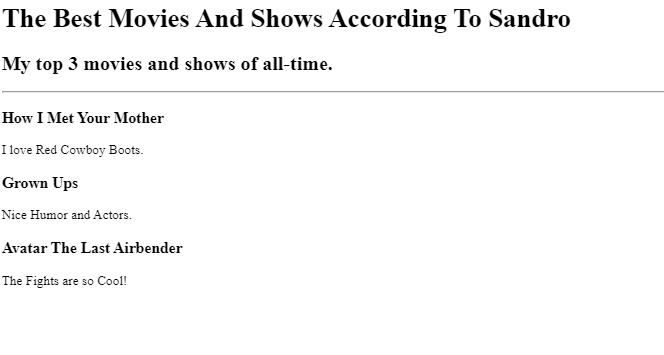 The Best Movies And Shows According To Sandro
My top 3 movies and shows of all-time.
How I Met Your Mother
I love Red Cowboy Boots.
Grown Ups
Nice Humor and Actors.
Avatar The Last Airbender
The Fights are so Cool!